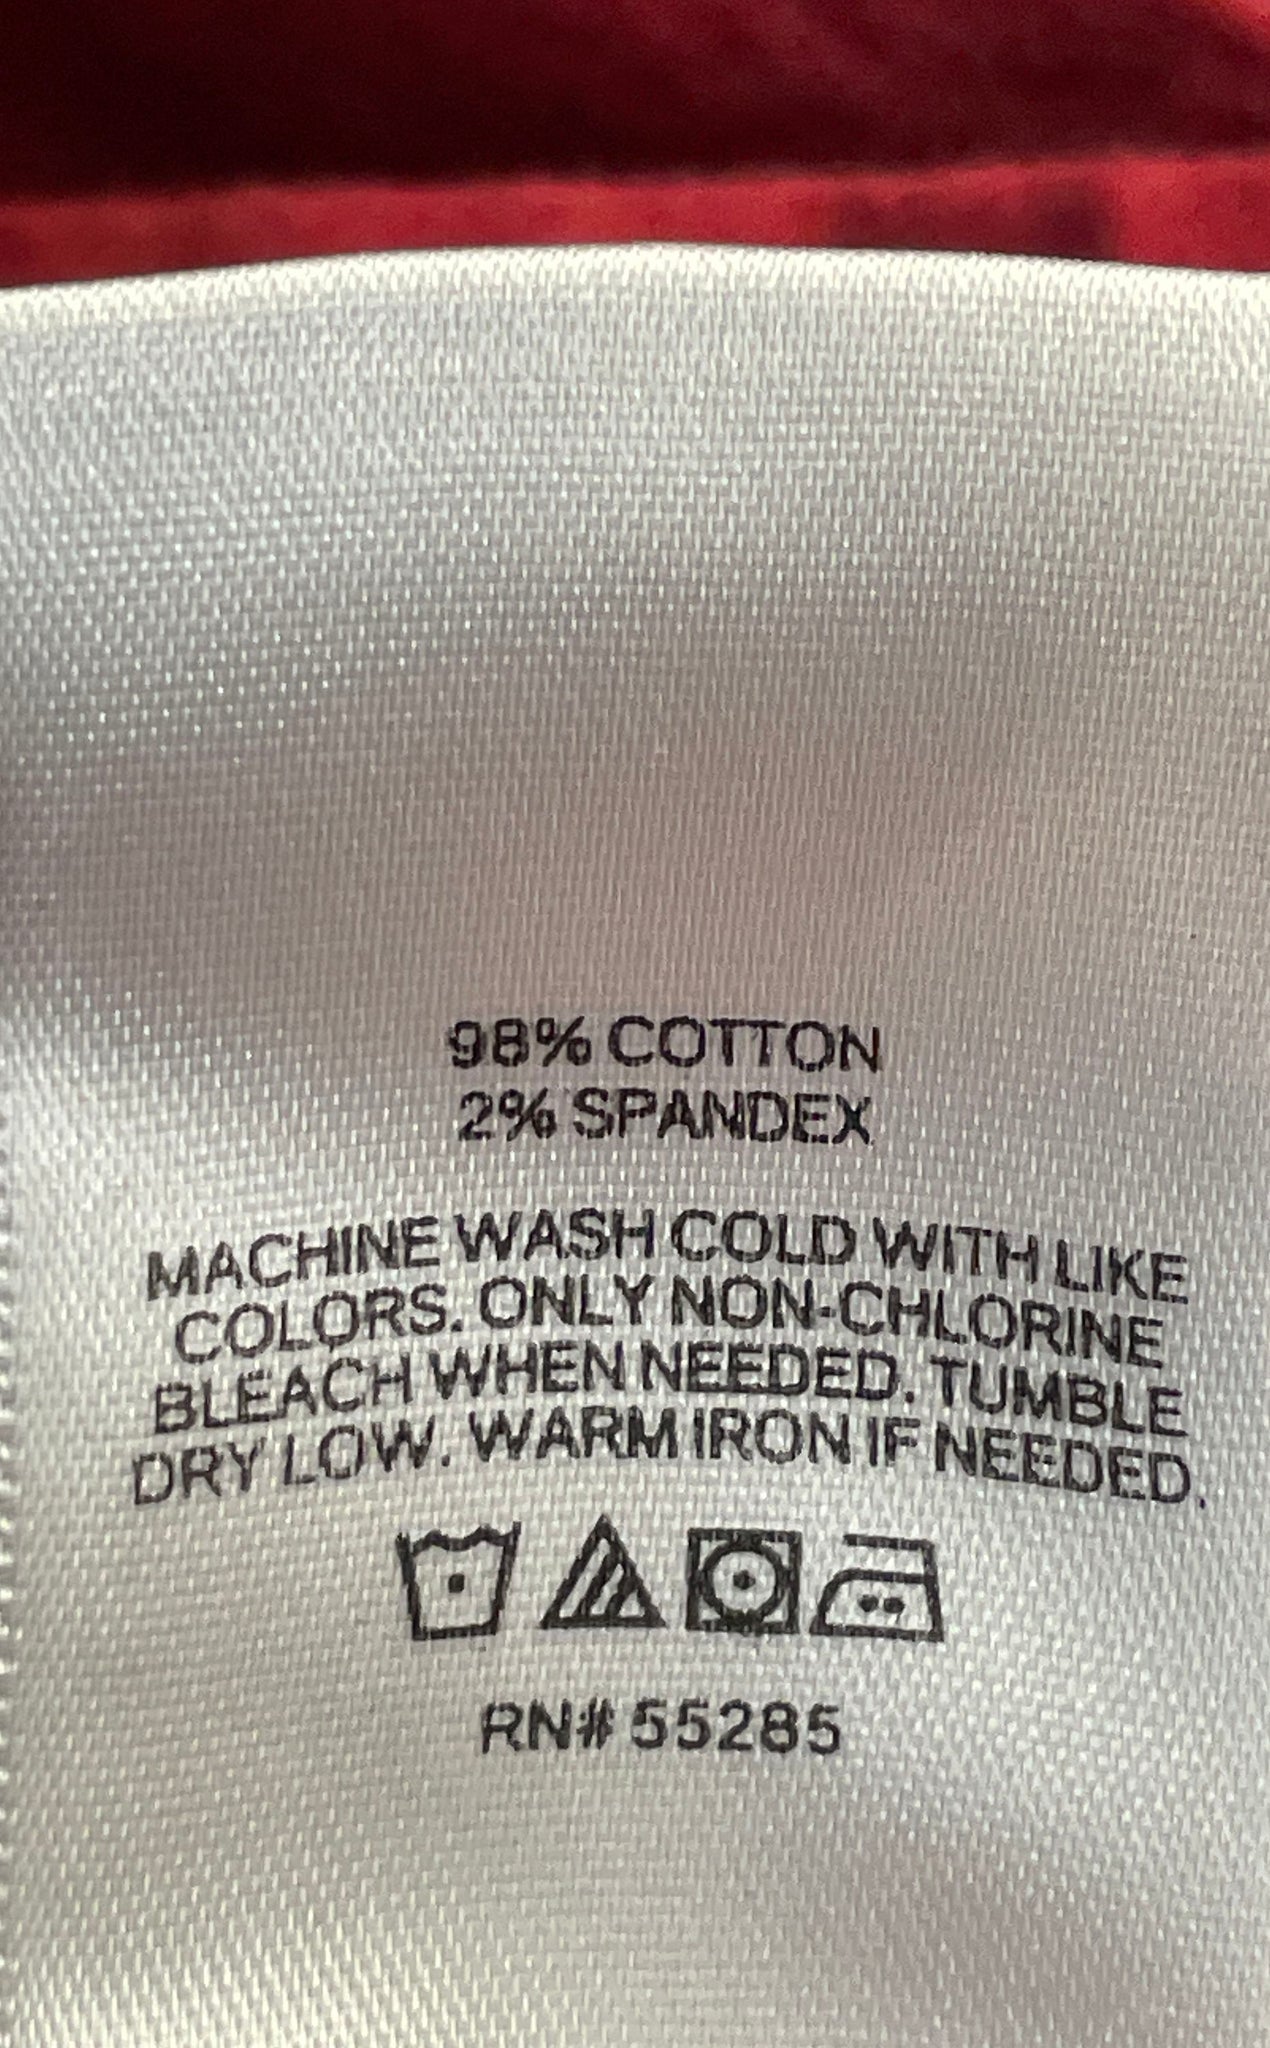 98% COTTON
2% SPANDEX
MACHINE WASH COLD WITH LIKE
COLORS. ONLY NON-CHLORINE
BLEACH WHEN NEEDED. TUMBLE
DRY LOW. WARM IRON IF NEEDED.
RN# 55285